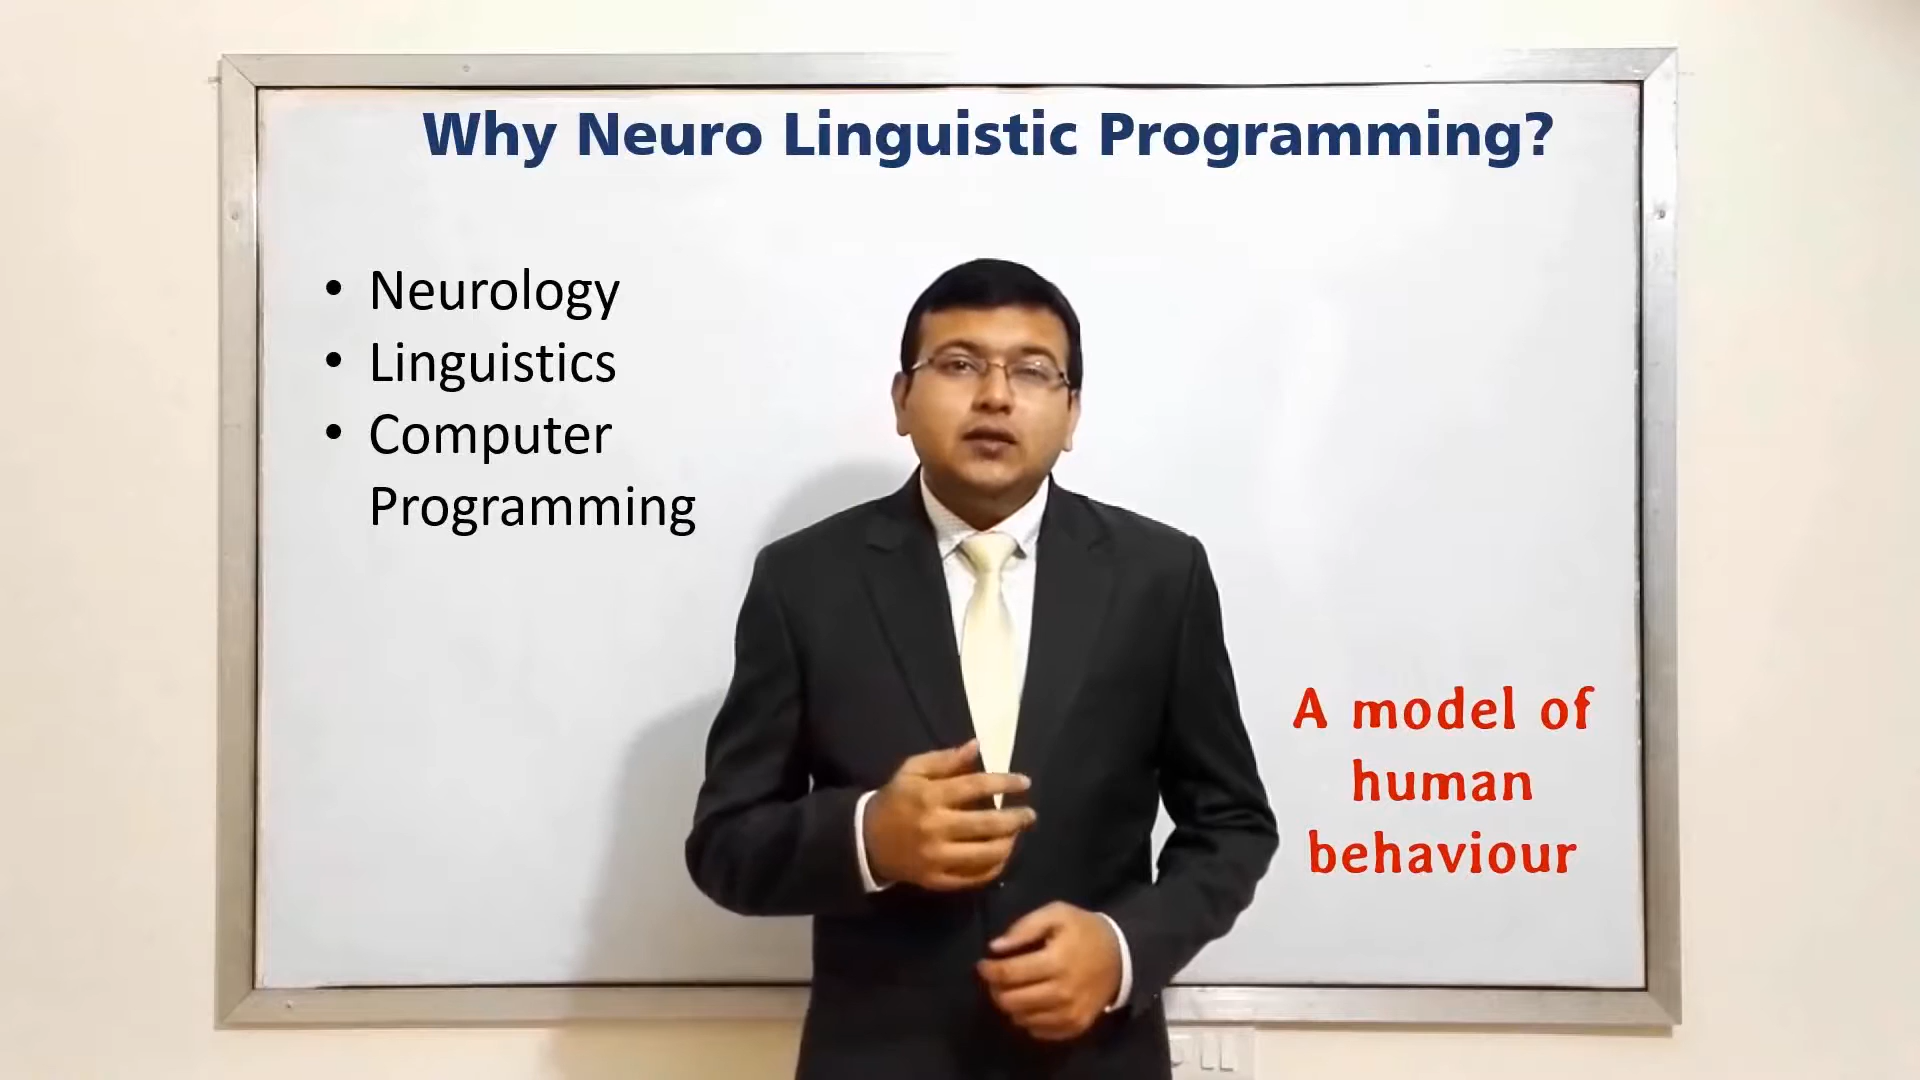 Why Neuro Linguistic Programming?
• Neurology
• Linguistics
• Computer
Programming
A model of
human
behaviour